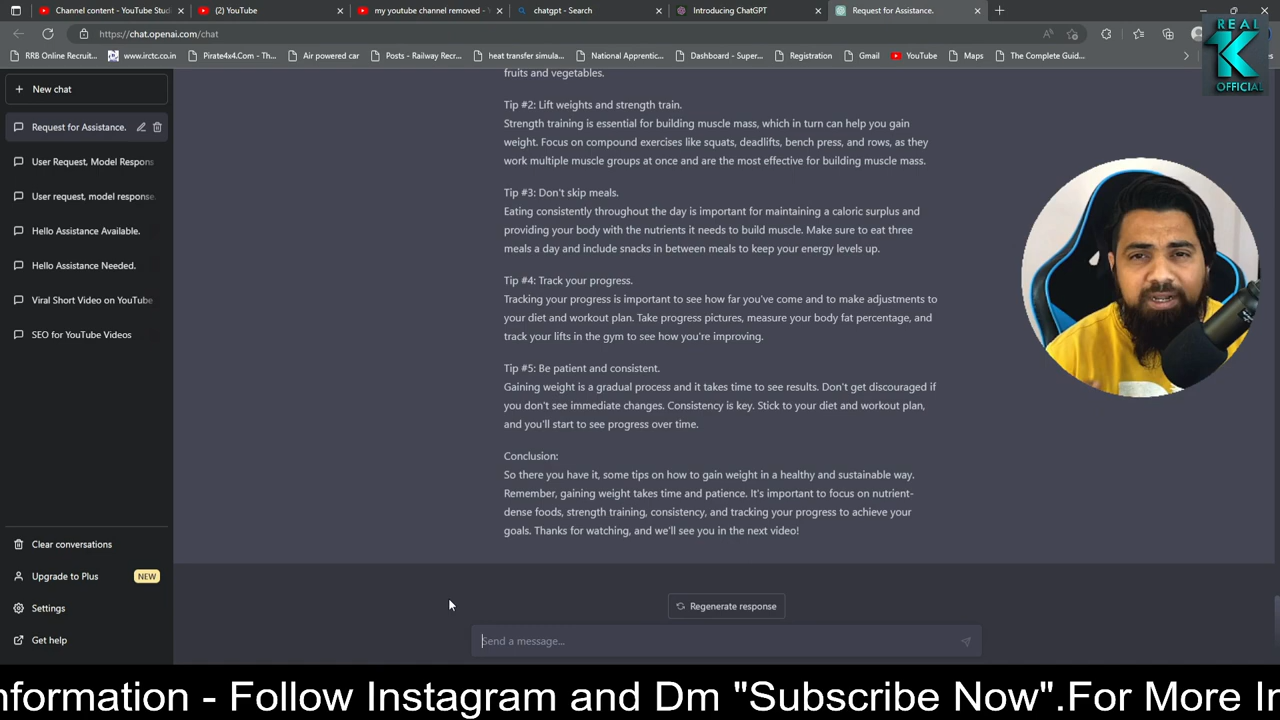 Channel content - YouTube Studi
(2) YouTube
my youtube channel removed -
chatgpt - Search
Introducing ChatGPT
Request for Assistance.
https://chat.openai.com/chat
RRB Online Recruit...
www.irctc.co.in
Pirate4x4.Com - Th...
Air powered car
Posts - Railway Rec...
heat transfer simula...
National Apprentic...
Dashboard - Super...
Registration
Gmail
YouTube
Maps
The Complete Guid...
REAL
K
OFFICIAL
New chat
Request for Assistance.
User Request, Model Respons
User request, model response.
Hello Assistance Available.
Hello Assistance Needed.
Viral Short Video on YouTube
SEO for YouTube Videos
Clear conversations
Upgrade to Plus NEW
Settings
Get help
fruits and vegetables.
Tip #2: Lift weights and strength train.
Strength training is essential for building muscle mass, which in turn can help you gain
weight. Focus on compound exercises like squats, deadlifts, bench press, and rows, as they
work multiple muscle groups at once and are the most effective for building muscle mass.
Tip #3: Don't skip meals.
Eating consistently throughout the day is important for maintaining a caloric surplus and
providing your body with the nutrients it needs to build muscle. Make sure to eat three
meals a day and include snacks in between meals to keep your energy levels up.
Tip #4: Track your progress.
Tracking your progress is important to see how far you've come and to make adjustments to
your diet and workout plan. Take progress pictures, measure your body fat percentage, and
track your lifts in the gym to see how you're improving.
Tip #5: Be patient and consistent.
Gaining weight is a gradual process and it takes time to see results. Don't get discouraged if
you don't see immediate changes. Consistency is key. Stick to your diet and workout plan,
and you'll start to see progress over time.
Conclusion:
So there you have it, some tips on how to gain weight in a healthy and sustainable way.
Remember, gaining weight takes time and patience. It's important to focus on nutrient-
dense foods, strength training, consistency, and tracking your progress to achieve your
goals. Thanks for watching, and we'll see you in the next video!
Regenerate response
Send a message...
nformation - Follow Instagram and Dm "Subscribe Now".For More In